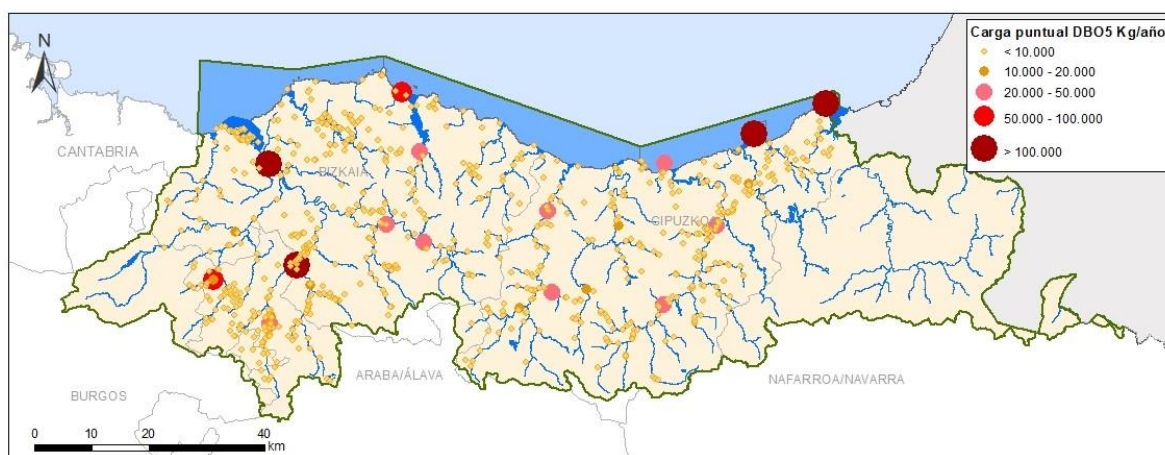 N
Carga puntual DBO5 Kg/año
< 10.000
10.000 - 20.000
20.000 - 50.000
50.000 - 100.000
> 100.000
CANTABRIA
BIZKAIA
GIPUZKOA
ARABA/ÁLAVA
NAFARROA/NAVARRA
BURGOS
0 10 20 40
km